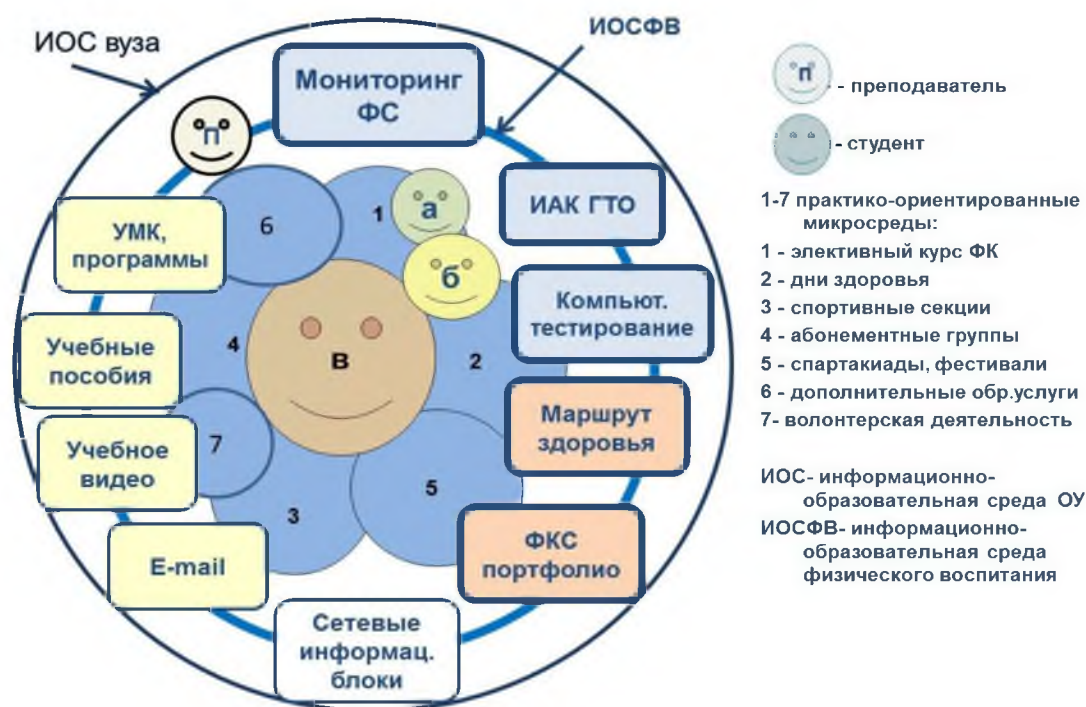 ИОС вуза
ИОСФВ
Мониторинг
ФС
п
УМК,
программы
6
1
1
а
б
ИАК ГТО
Компьют.
тестирование
Учебные
пособия
4
в
2
Маршрут
здоровья
Учебное
видео
7
5
3
E-mail
ФКС
портфолио
Сетевые
информац.
блоки
п - преподаватель
- студент
1-7 практико-ориентированные
микросреды:
1 - элективный курс ФК
2 - дни здоровья
3 - спортивные секции
4 - абонементные группы
5 - спартакиады, фестивали
6 - дополнительные обр.услуги
7- волонтерская деятельность
ИОС- информационно-
образовательная среда ОУ
ИОСФВ- информационно-
образовательная среда
физического воспитания